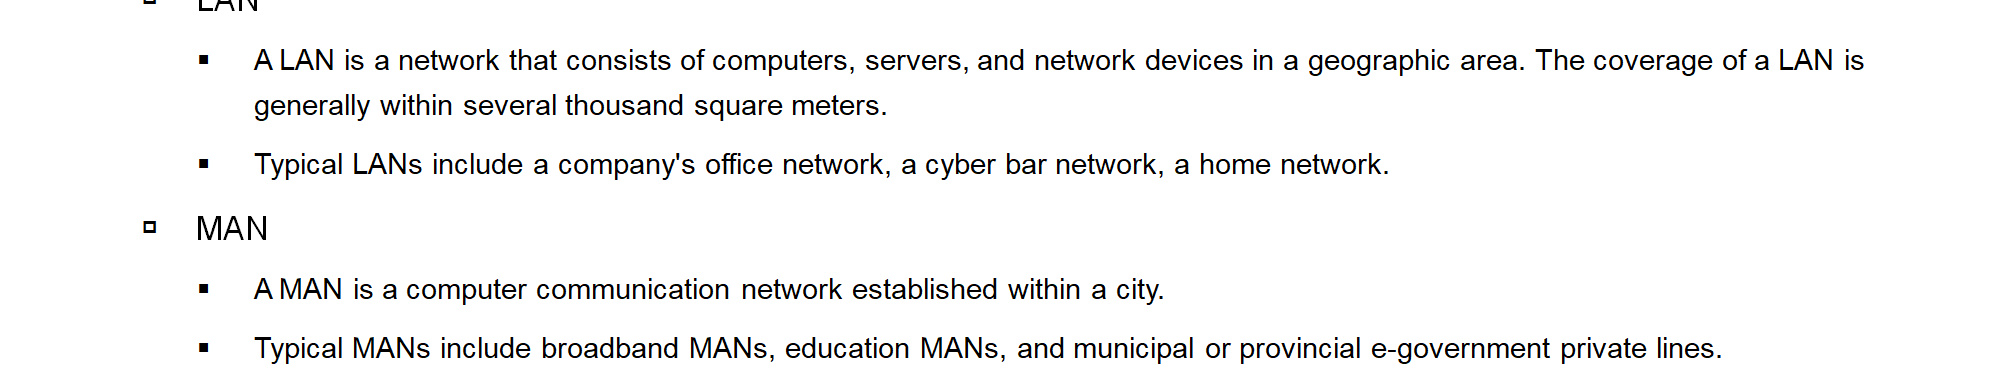 LAN
A LAN is a network that consists of computers, servers, and network devices in a geographic area. The coverage of a LAN is
generally within several thousand square meters.
Typical LANs include a company's office network, a cyber bar network, a home network.
MAN
A MAN is a computer communication network established within a city.
Typical MANs include broadband MANs, education MANs, and municipal or provincial e-government private lines.